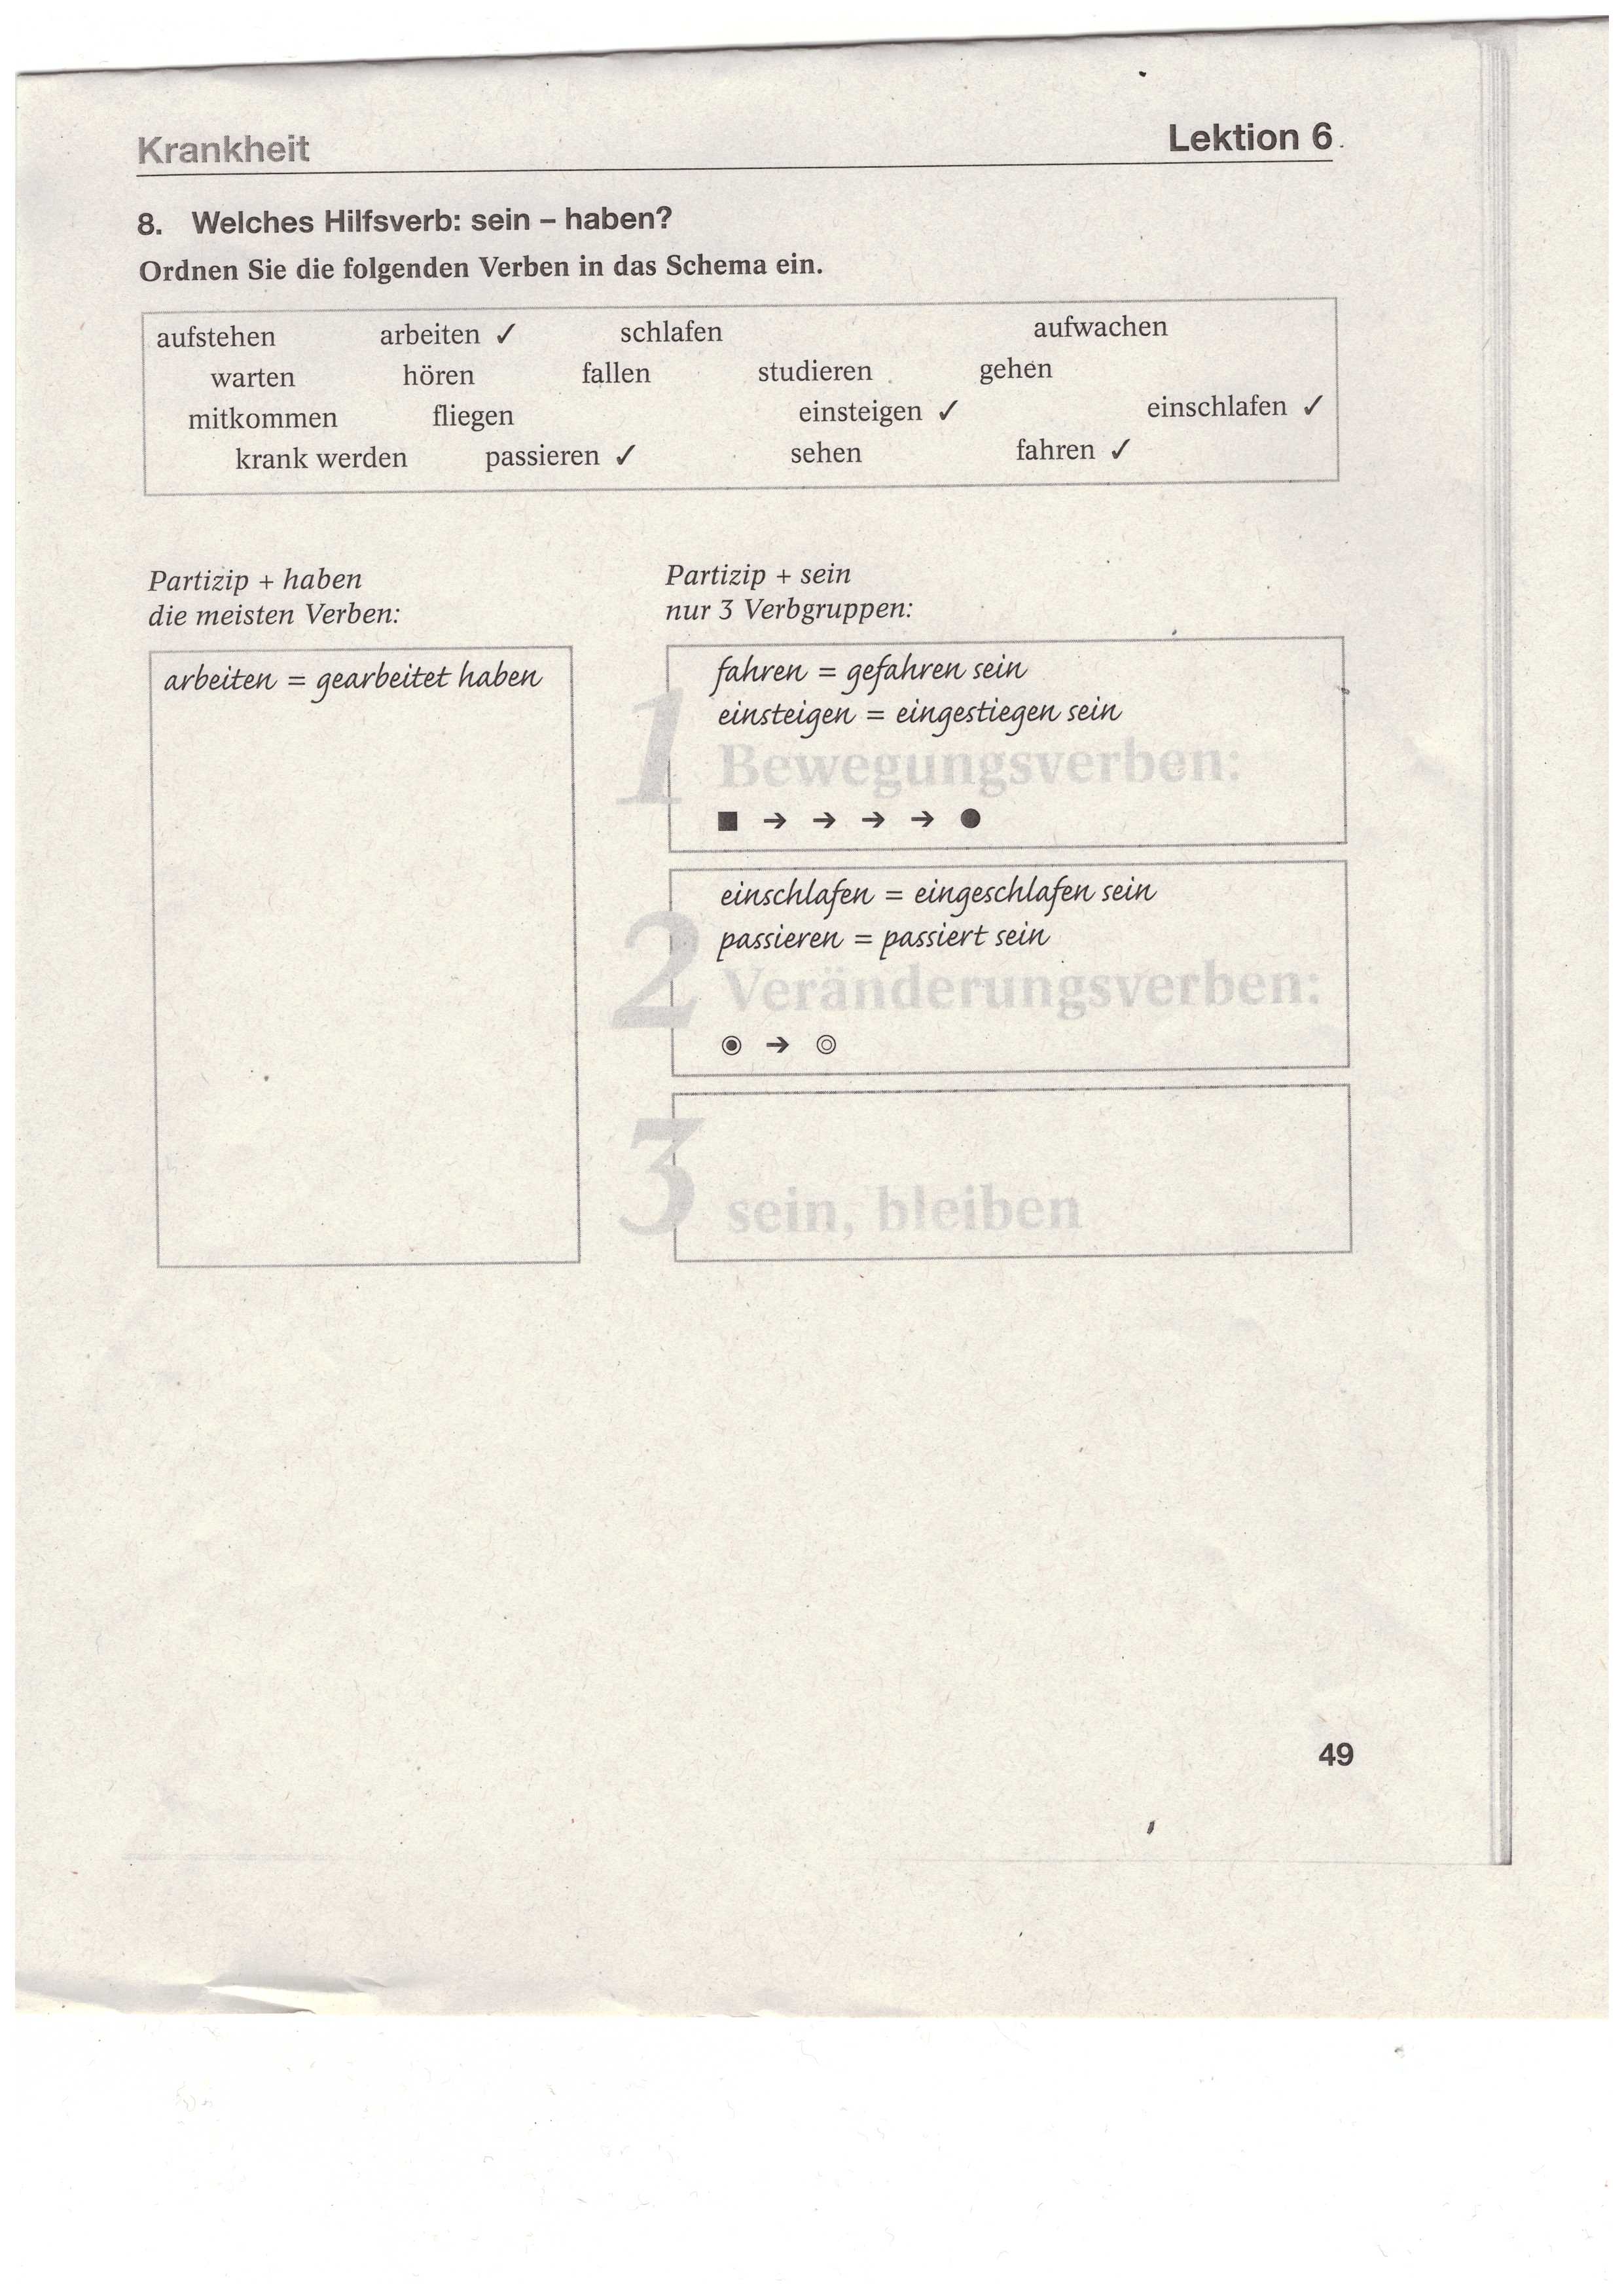 Krankheit
Lektion 6
8. Welches Hilfsverb: sein – haben?
Ordnen Sie die folgenden Verben in das Schema ein.
aufstehen arbeiten ✓ schlafen aufwachen
warten hören fallen studieren gehen
mitkommen fliegen einsteigen ✓ einschlafen ✓
krank werden passieren ✓ sehen fahren ✓
Partizip + haben
die meisten Verben:
arbeiten = gearbeitet haben
Partizip + sein
nur 3 Verbgruppen:
1
fahren = gefahren sein
einsteigen = eingestiegen sein
Bewegungsverben:
■ → → → → ●
2
einschlafen = eingeschlafen sein
passieren = passiert sein
Veränderungsverben:
◉ → ◎
3
sein, bleiben
49